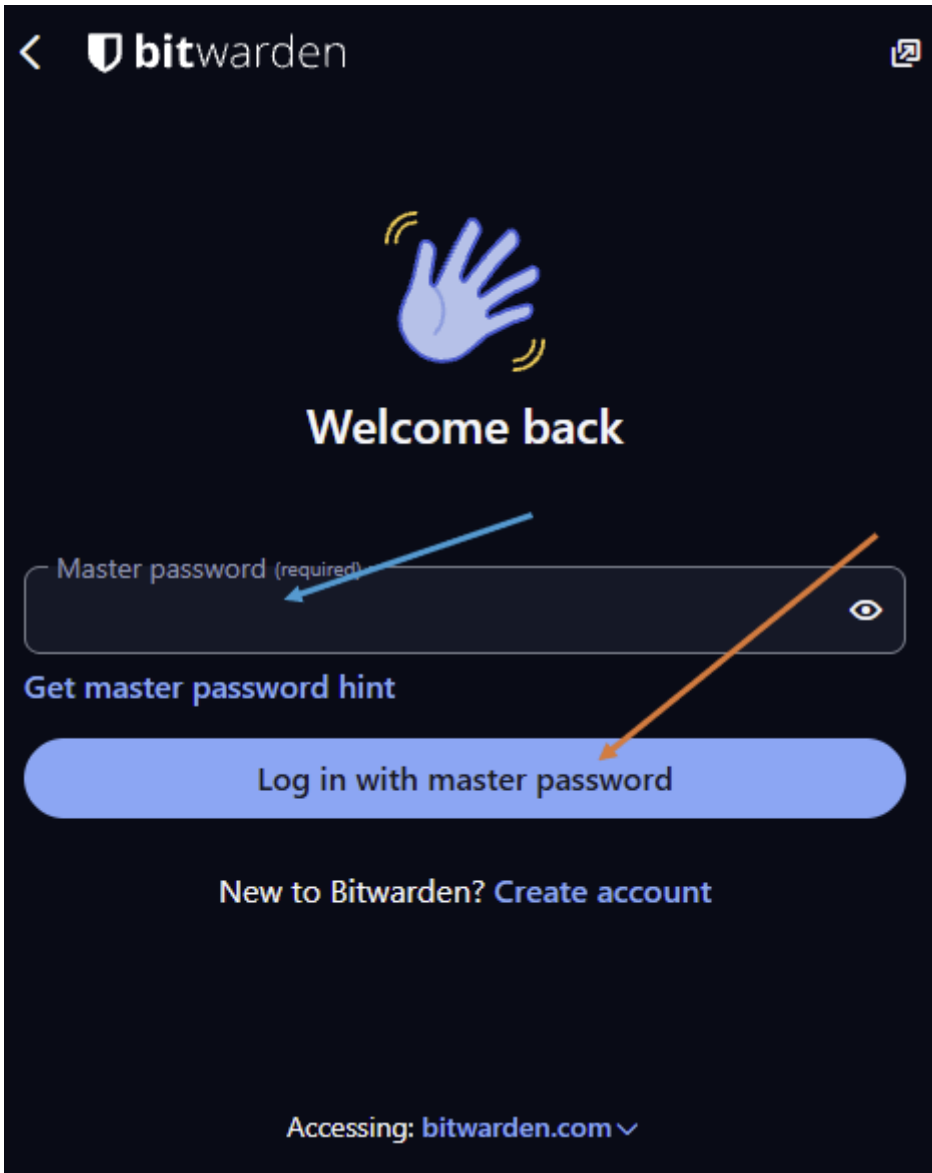 bitwarden
Welcome back
Master password (required)
Get master password hint
Log in with master password
New to Bitwarden? Create account
Accessing: bitwarden.com